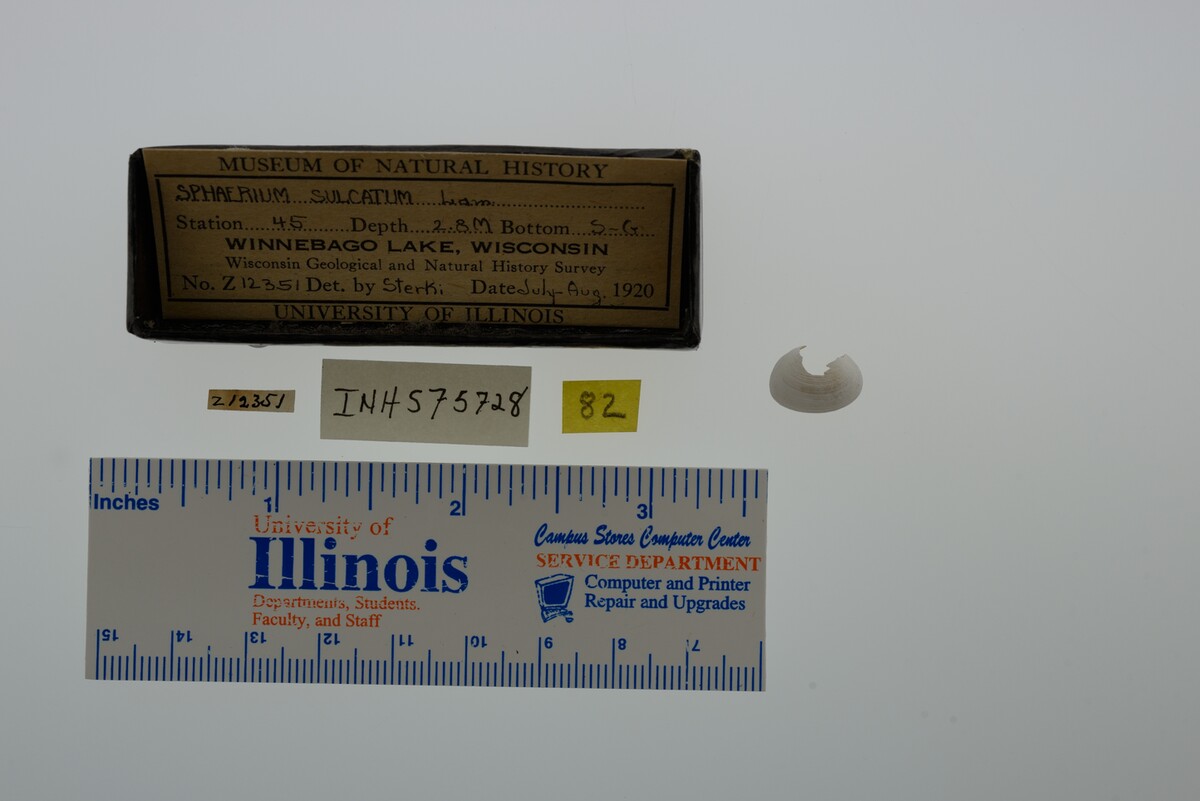 MUSEUM OF NATURAL HISTORY
SPHAERIUM SULCATUM Lam
Station 45 Depth 2.8M Bottom S-G
WINNEBAGO LAKE, WISCONSIN
Wisconsin Geological and Natural History Survey
No. Z 12351 Det. by Sterki Date July-Aug. 1920
UNIVERSITY OF ILLINOIS
Z12351
INHS 75728
82
Inches 1 2 3
University of
Illinois
Departments, Students.
Faculty, and Staff
Campus Stores Computer Center
SERVICE DEPARTMENT
Computer and Printer
Repair and Upgrades
15 14 13 12 11 10 9 8 7